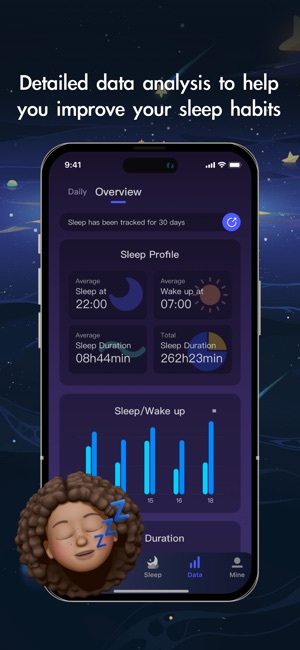 Detailed data analysis to help
you improve your sleep habits
9:41
Daily Overview
Sleep has been tracked for 30 days
Sleep Profile
Average
Sleep at
22:00
Average
Wake up at
07:00
Average
Sleep Duration
08h44min
Total
Sleep Duration
262h23min
Sleep/Wake up
15 16 18
zzz
Duration
Sleep Data Mine